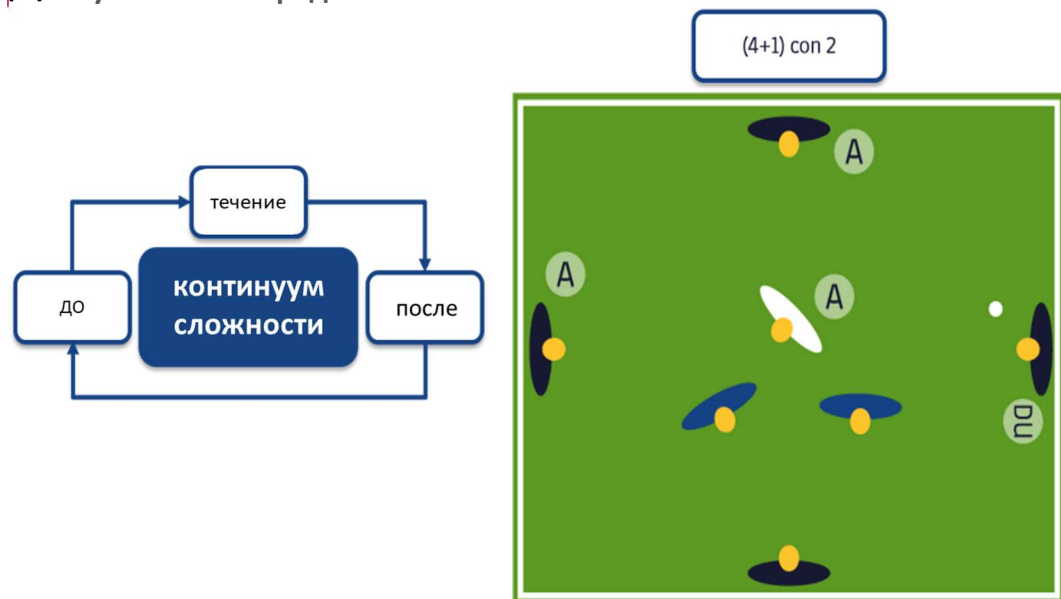 (4+1) con 2
течение
континуум
сложности
до
после
A
A
A
DU